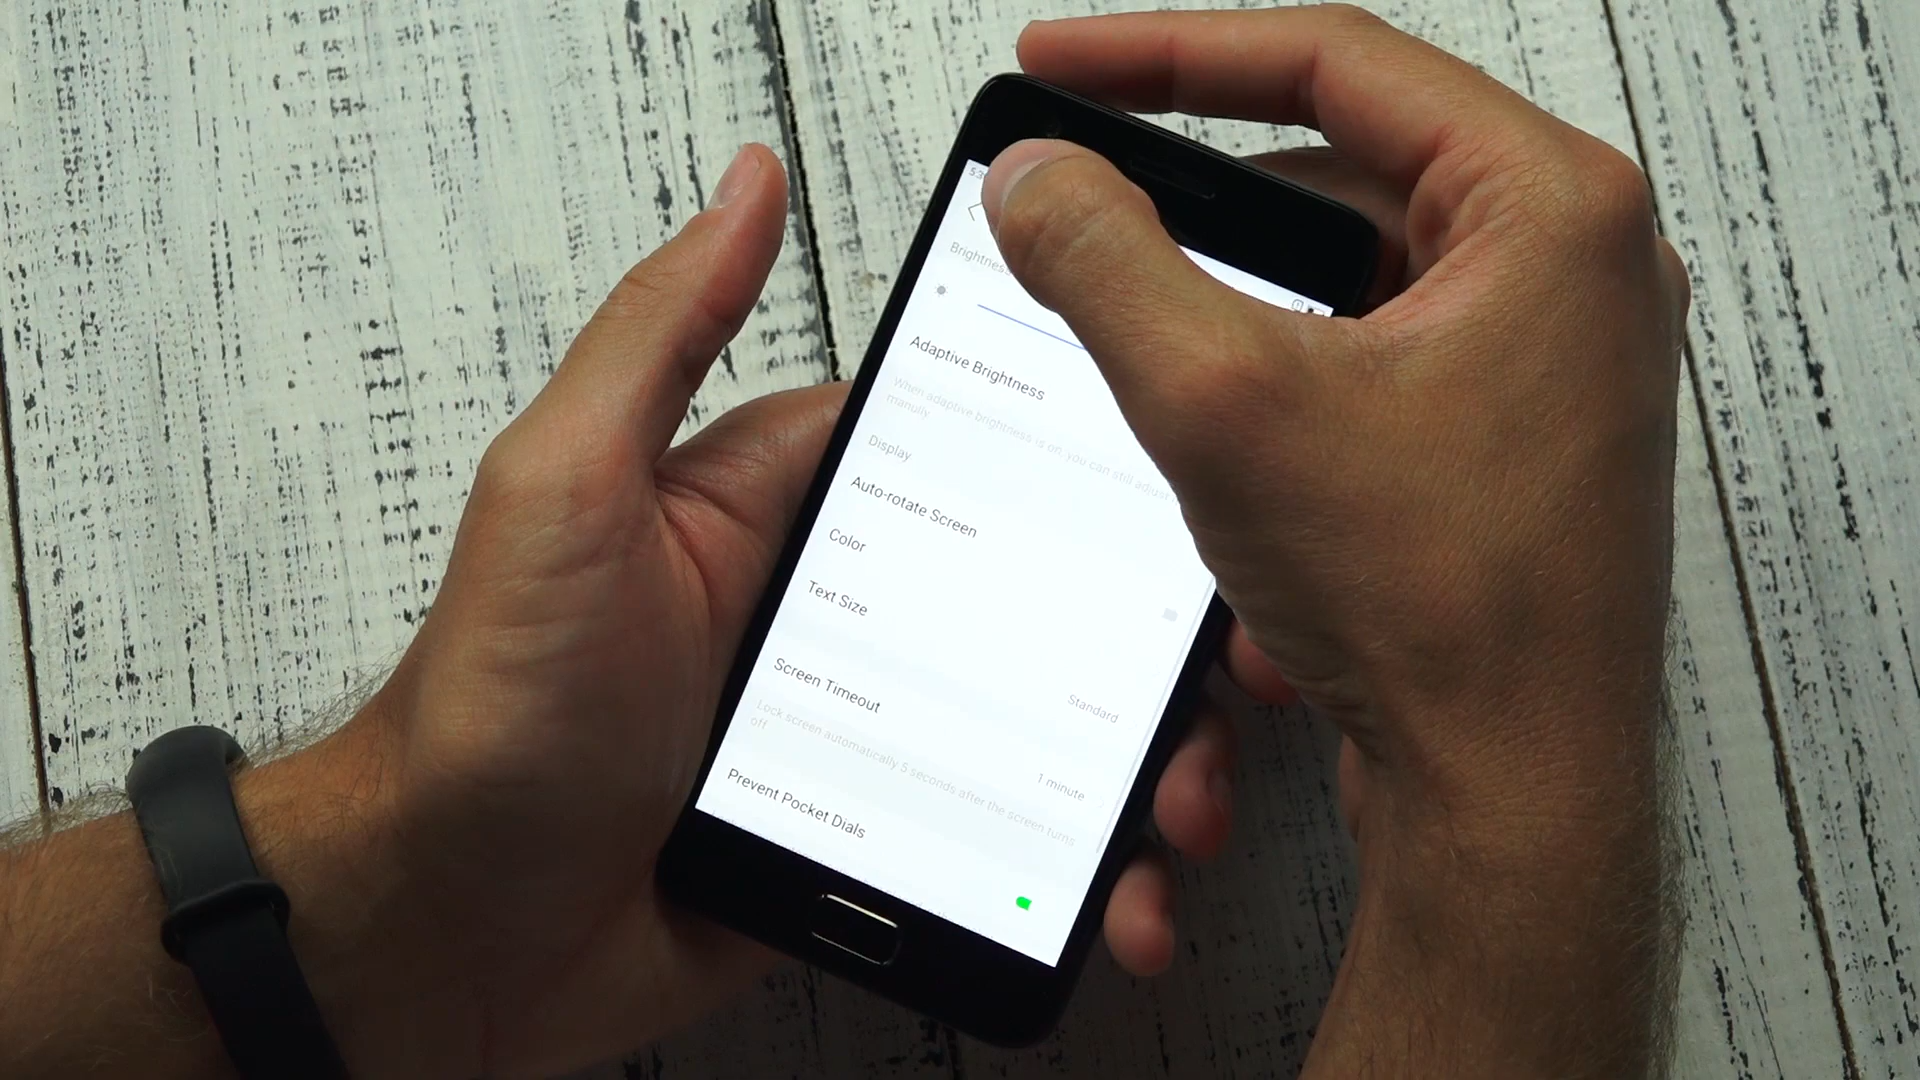 5:3
Brightness
Adaptive Brightness
When adaptive brightness is on, you can still adjust
manully
Display
Auto-rotate Screen
Color
Text Size
Standard
Screen Timeout
1 minute
Lock screen automatically 5 seconds after the screen turns
off
Prevent Pocket Dials